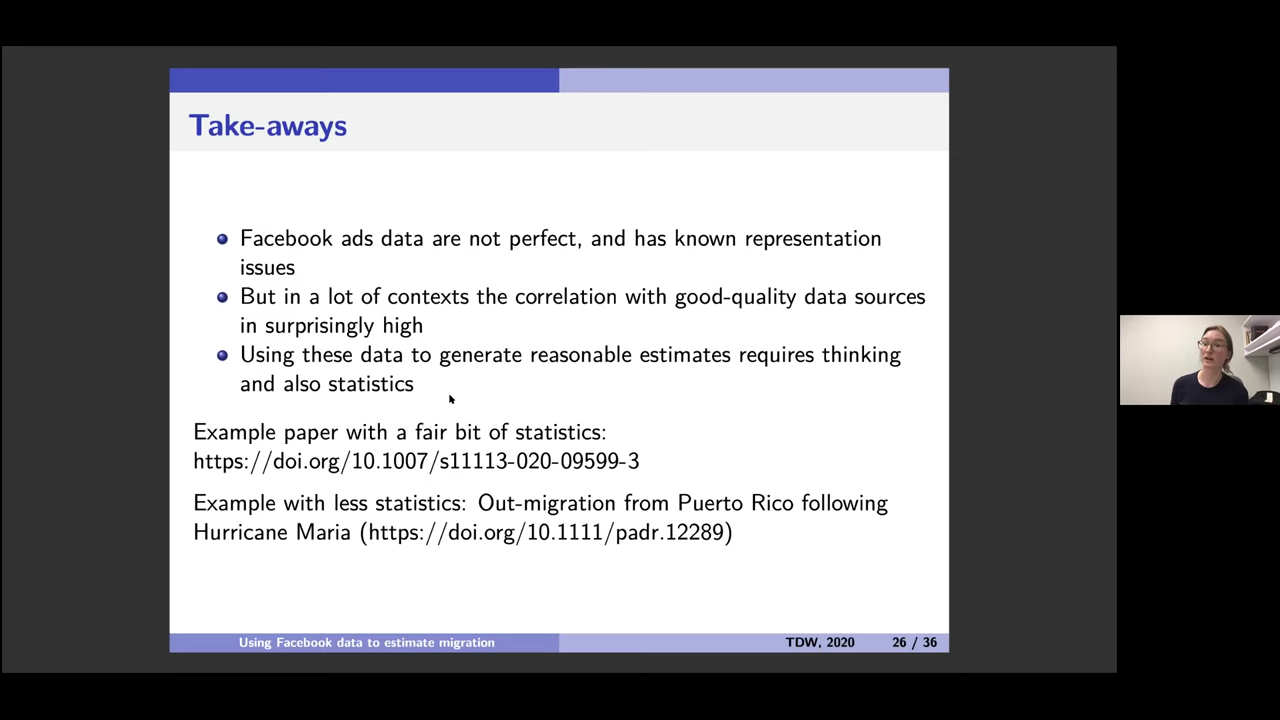 Take-aways
Facebook ads data are not perfect, and has known representation
issues
But in a lot of contexts the correlation with good-quality data sources
in surprisingly high
Using these data to generate reasonable estimates requires thinking
and also statistics
Example paper with a fair bit of statistics:
https://doi.org/10.1007/s11113-020-09599-3
Example with less statistics: Out-migration from Puerto Rico following
Hurricane Maria (https://doi.org/10.1111/padr.12289)
Using Facebook data to estimate migration TDW, 2020 26 / 36